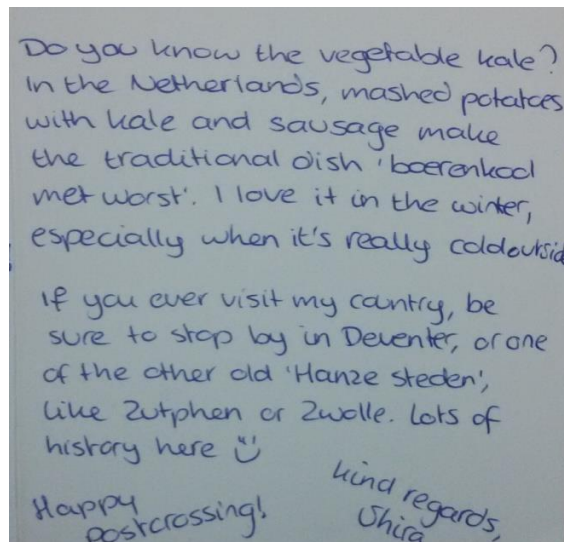 Do you know the vegetable kale?
In the Netherlands, mashed potatoes
with kale and sausage make
the traditional dish 'boerenkool
met worst'. I love it in the winter,
especially when it's really cold outsid
If you ever visit my country, be
sure to stop by in Deventer, or one
of the other old 'Hanze steden',
like Zutphen or Zwolle. Lots of
history here ü
Happy
postcrossing!
kind regards,
Shira